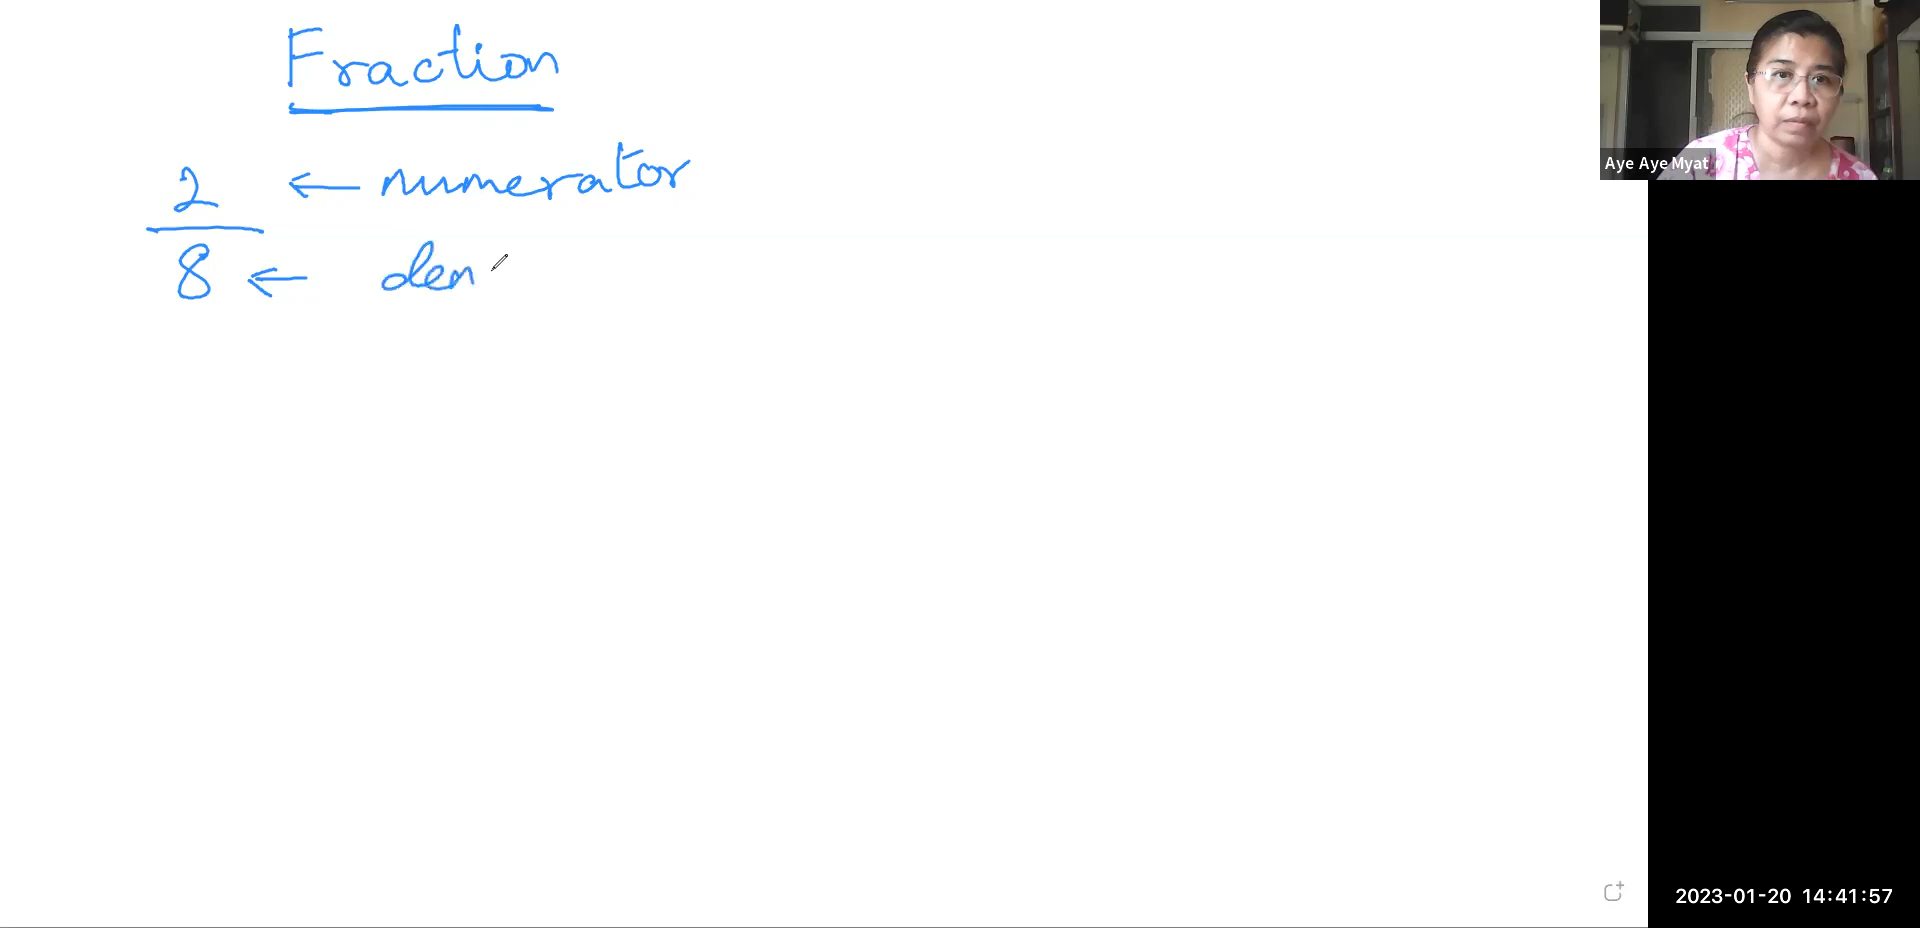 Fraction
2 ← numerator
8 ← den
Aye Aye Myat
2023-01-20 14:41:57